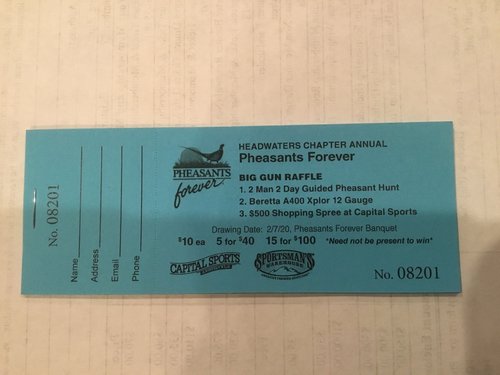 No. 08201
Name
Address
Email
Phone
PHEASANTS
forever
HEADWATERS CHAPTER ANNUAL
Pheasants Forever
BIG GUN RAFFLE
1. 2 Man 2 Day Guided Pheasant Hunt
2. Beretta A400 Xplor 12 Gauge
3. $500 Shopping Spree at Capital Sports
Drawing Date: 2/7/20, Pheasants Forever Banquet
$10 ea 5 for $40 15 for $100 *Need not be present to win*
CAPITAL SPORTS
SPORTSMAN'S
WAREHOUSE
No. 08201